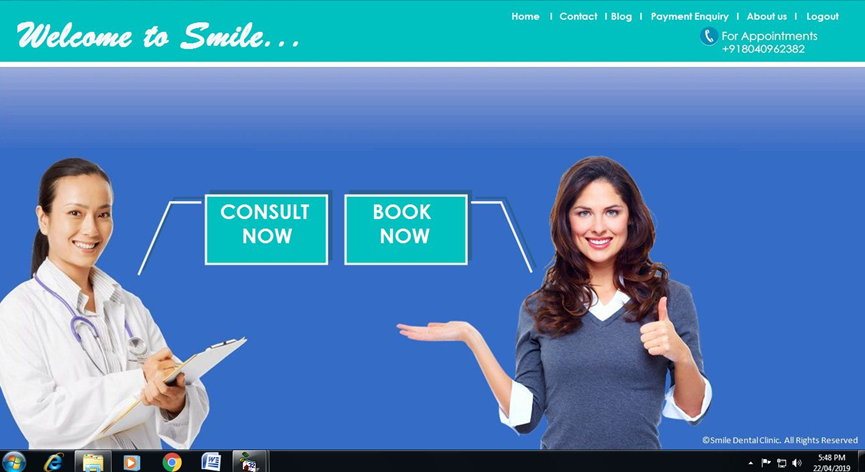 Welcome to Smile...
Home | Contact | Blog | Payment Enquiry | About us | Logout
For Appointments
+918040962382
CONSULT
NOW
BOOK
NOW
©Smile Dental Clinic. All Rights Reserved
5:48 PM
22/04/2019